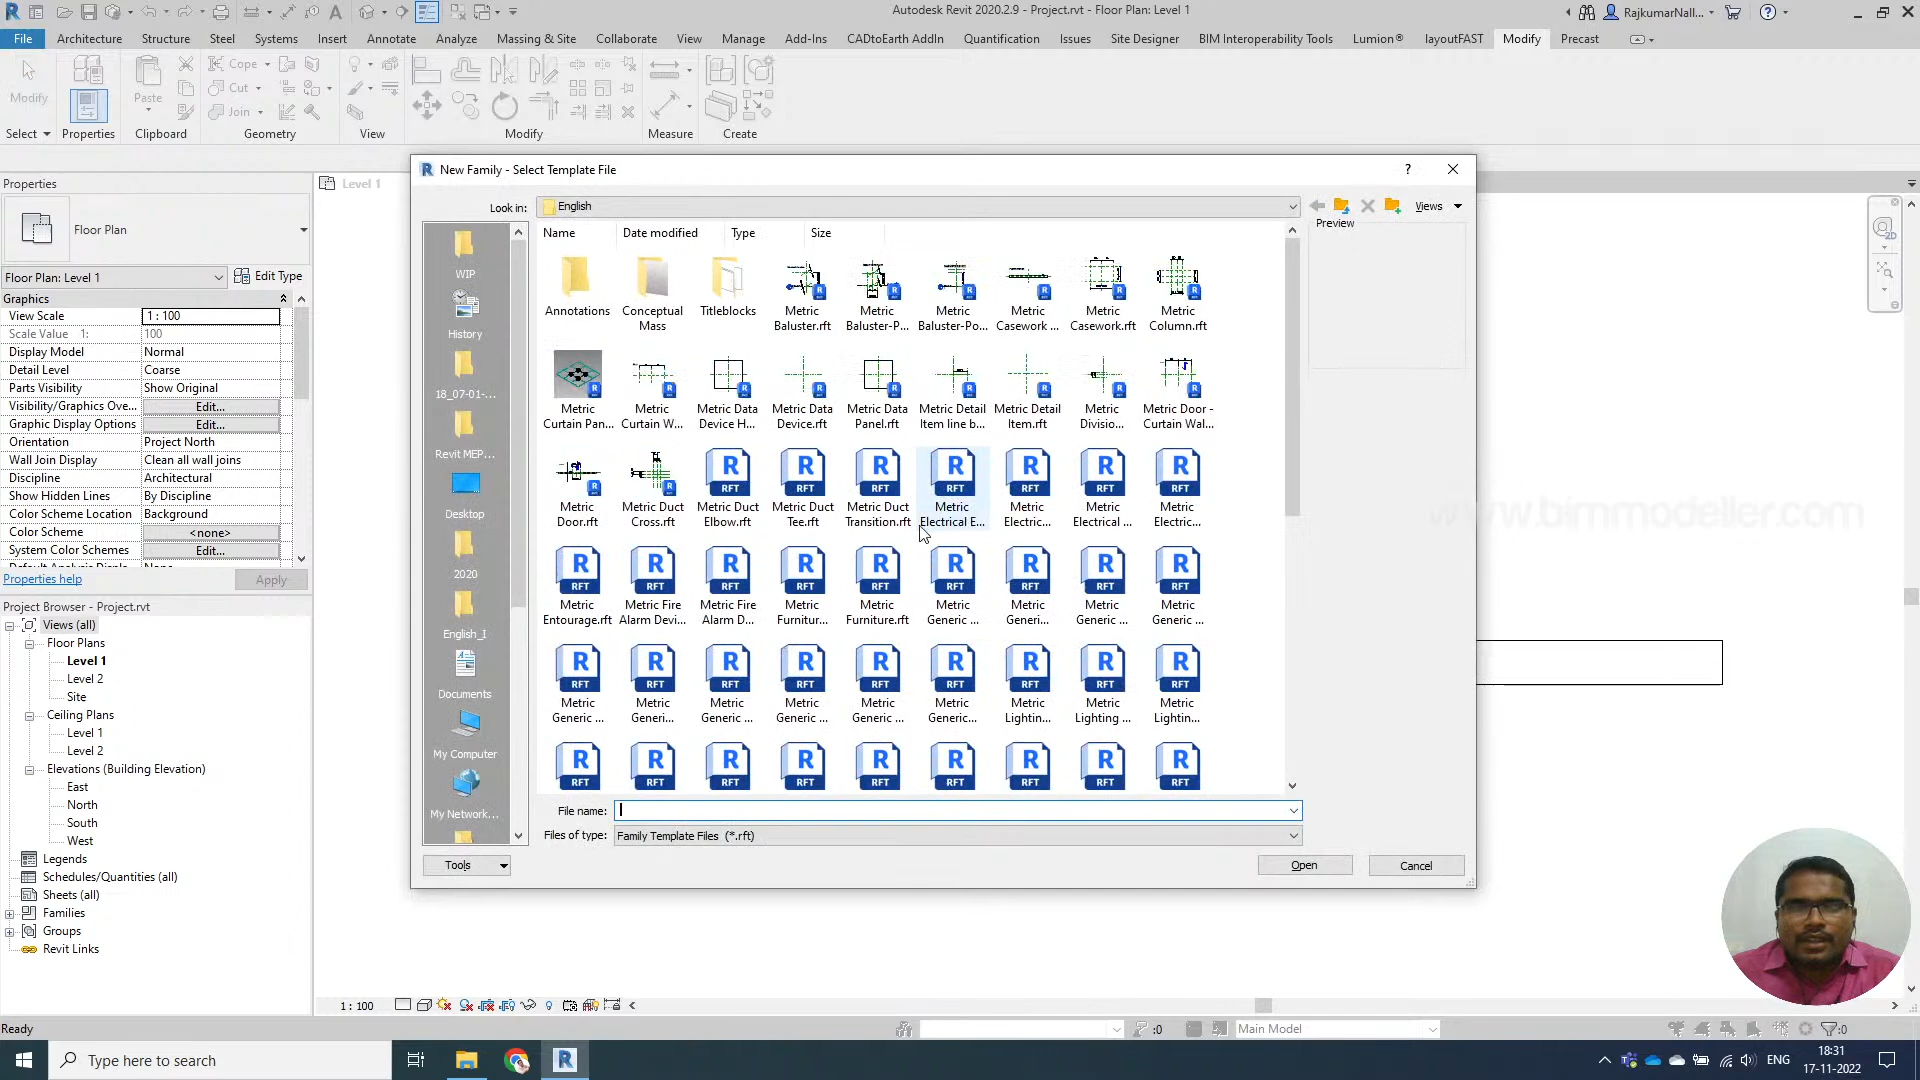 Autodesk Revit 2020.2.9 - Project.rvt - Floor Plan: Level 1
RajkumarNall...
File Architecture Structure Steel Systems Insert Annotate Analyze Massing & Site Collaborate View Manage Add-Ins CADtoEarth AddIn Quantification Issues Site Designer BIM Interoperability Tools Lumion® layoutFAST Modify Precast
Modify
Paste
Cope
Cut
Join
Select Properties Clipboard Geometry View Modify Measure Create
Properties
Floor Plan
Floor Plan: Level 1 Edit Type
Graphics
View Scale 1 : 100
Scale Value 1: 100
Display Model Normal
Detail Level Coarse
Parts Visibility Show Original
Visibility/Graphics Ove... Edit...
Graphic Display Options Edit...
Orientation Project North
Wall Join Display Clean all wall joins
Discipline Architectural
Show Hidden Lines By Discipline
Color Scheme Location Background
Color Scheme <none>
System Color Schemes Edit...
Properties help Apply
Project Browser - Project.rvt
Views (all)
Floor Plans
Level 1
Level 2
Site
Ceiling Plans
Level 1
Level 2
Elevations (Building Elevation)
East
North
South
West
Legends
Schedules/Quantities (all)
Sheets (all)
Families
Groups
Revit Links
Level 1
New Family - Select Template File
Look in: English Views
Preview
Name Date modified Type Size
WIP
History
18_07-01-...
Revit MEP...
Desktop
2020
English_I
Documents
My Computer
My Network...
Annotations
Conceptual Mass
Titleblocks
Metric Baluster.rft
Metric Baluster-P...
Metric Baluster-Po...
Metric Casework ...
Metric Casework.rft
Metric Column.rft
Metric Curtain Pan...
Metric Curtain W...
Metric Data Device H...
Metric Data Device.rft
Metric Data Panel.rft
Metric Detail Item line b...
Metric Detail Item.rft
Metric Divisio...
Metric Door - Curtain Wal...
Metric Door.rft
Metric Duct Cross.rft
Metric Duct Elbow.rft
Metric Duct Tee.rft
Metric Duct Transition.rft
Metric Electrical E...
Metric Electric...
Metric Electrical ...
Metric Electric...
Metric Entourage.rft
Metric Fire Alarm Devi...
Metric Fire Alarm D...
Metric Furnitur...
Metric Furniture.rft
Metric Generic ...
Metric Generi...
Metric Generic ...
Metric Generic ...
Metric Generic ...
Metric Generi...
Metric Generic ...
Metric Generic ...
Metric Generic ...
Metric Generic...
Metric Lightin...
Metric Lighting ...
Metric Lightin...
File name:
Files of type: Family Template Files (*.rft)
Tools Open Cancel
www.bimmodeller.com
1 : 100
Ready :0 Main Model :0
Type here to search
ENG
18:31
17-11-2022